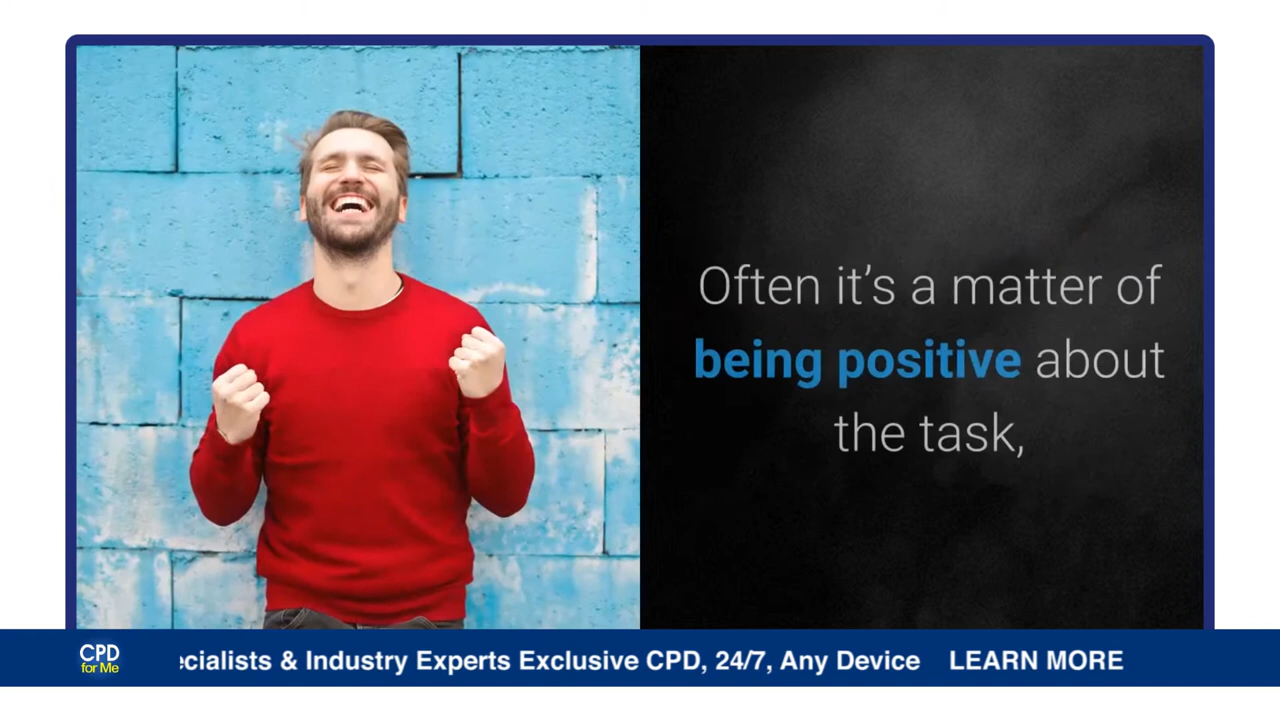 Often it’s a matter of
being positive about
the task,
CPD
for Me
ecialists & Industry Experts Exclusive CPD, 24/7, Any Device LEARN MORE